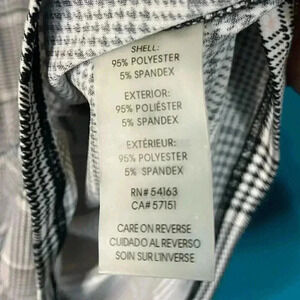 SHELL:
95% POLYESTER
5% SPANDEX
EXTERIOR:
95% POLIÉSTER
5% SPANDEX
EXTÉRIEUR:
95% POLYESTER
5% SPANDEX
RN# 54163
CA# 57151
CARE ON REVERSE
CUIDADO AL REVERSO
SOIN SUR L'INVERSE